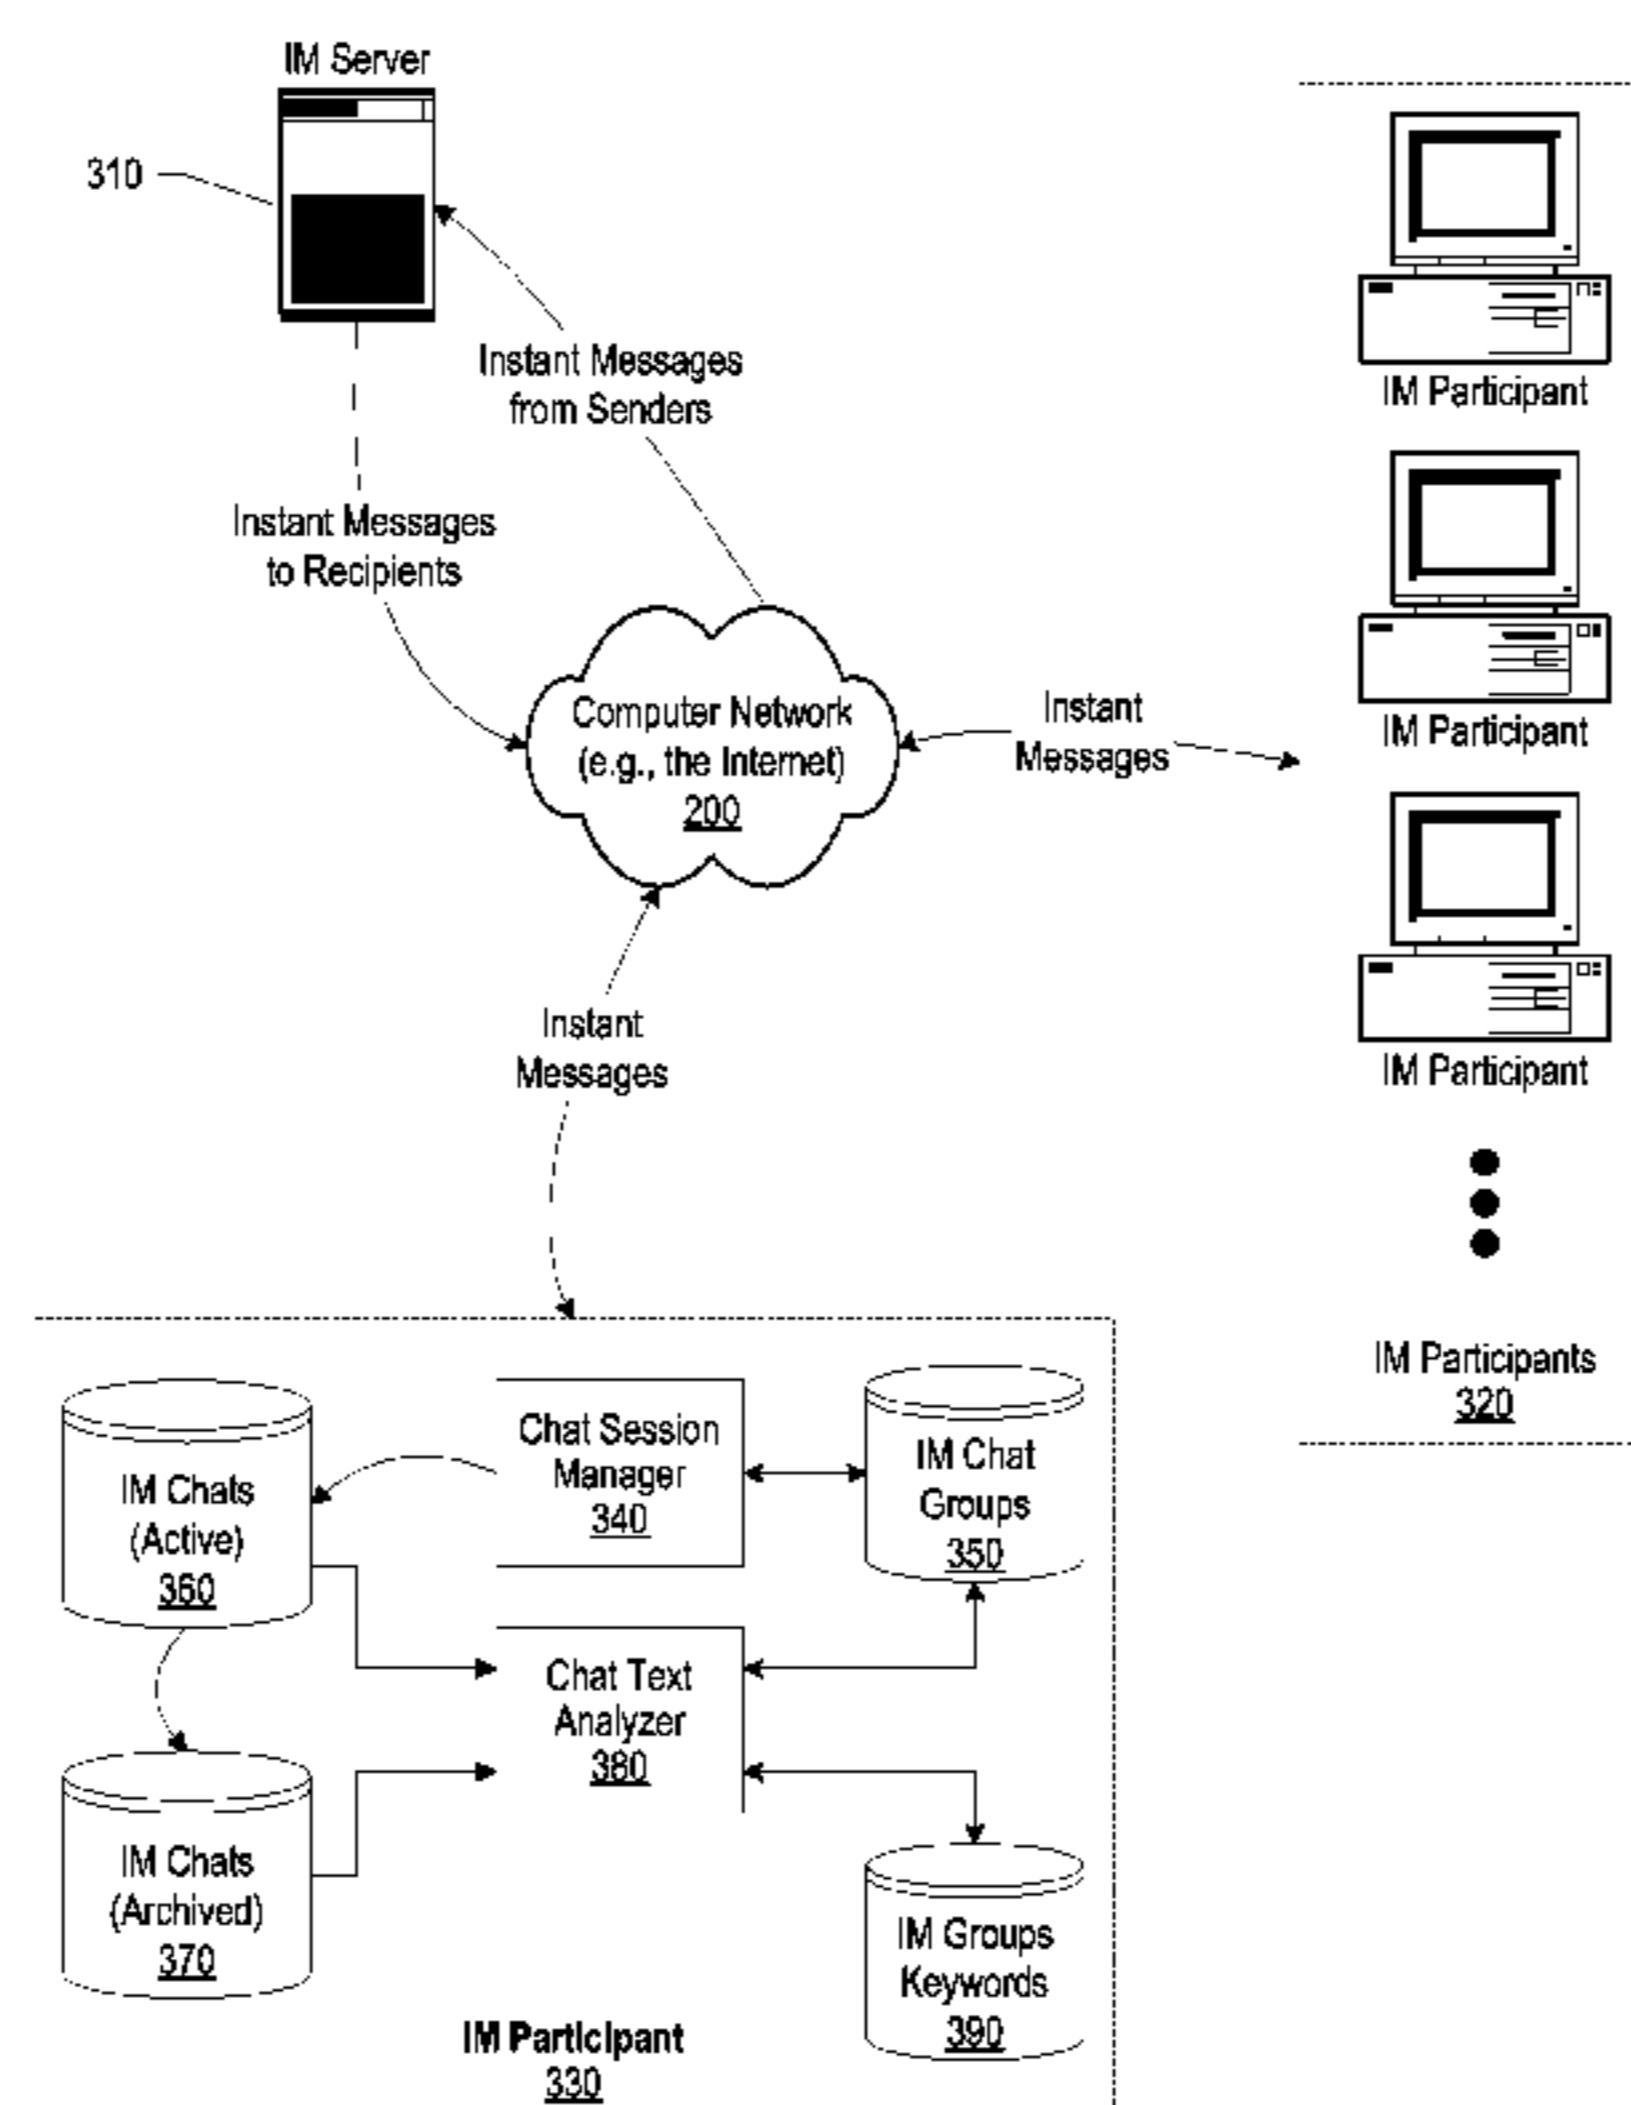 IM Server
310
Instant Messages
from Senders
Instant Messages
to Recipients
Computer Network
(e.g., the Internet)
200
Instant
Messages
IM Participant
IM Participant
IM Participant
IM Participants
320
Instant
Messages
Chat Session
Manager
340
IM Chat
Groups
350
IM Chats
(Active)
360
Chat Text
Analyzer
380
IM Chats
(Archived)
370
IM Groups
Keywords
390
IM Participant
330